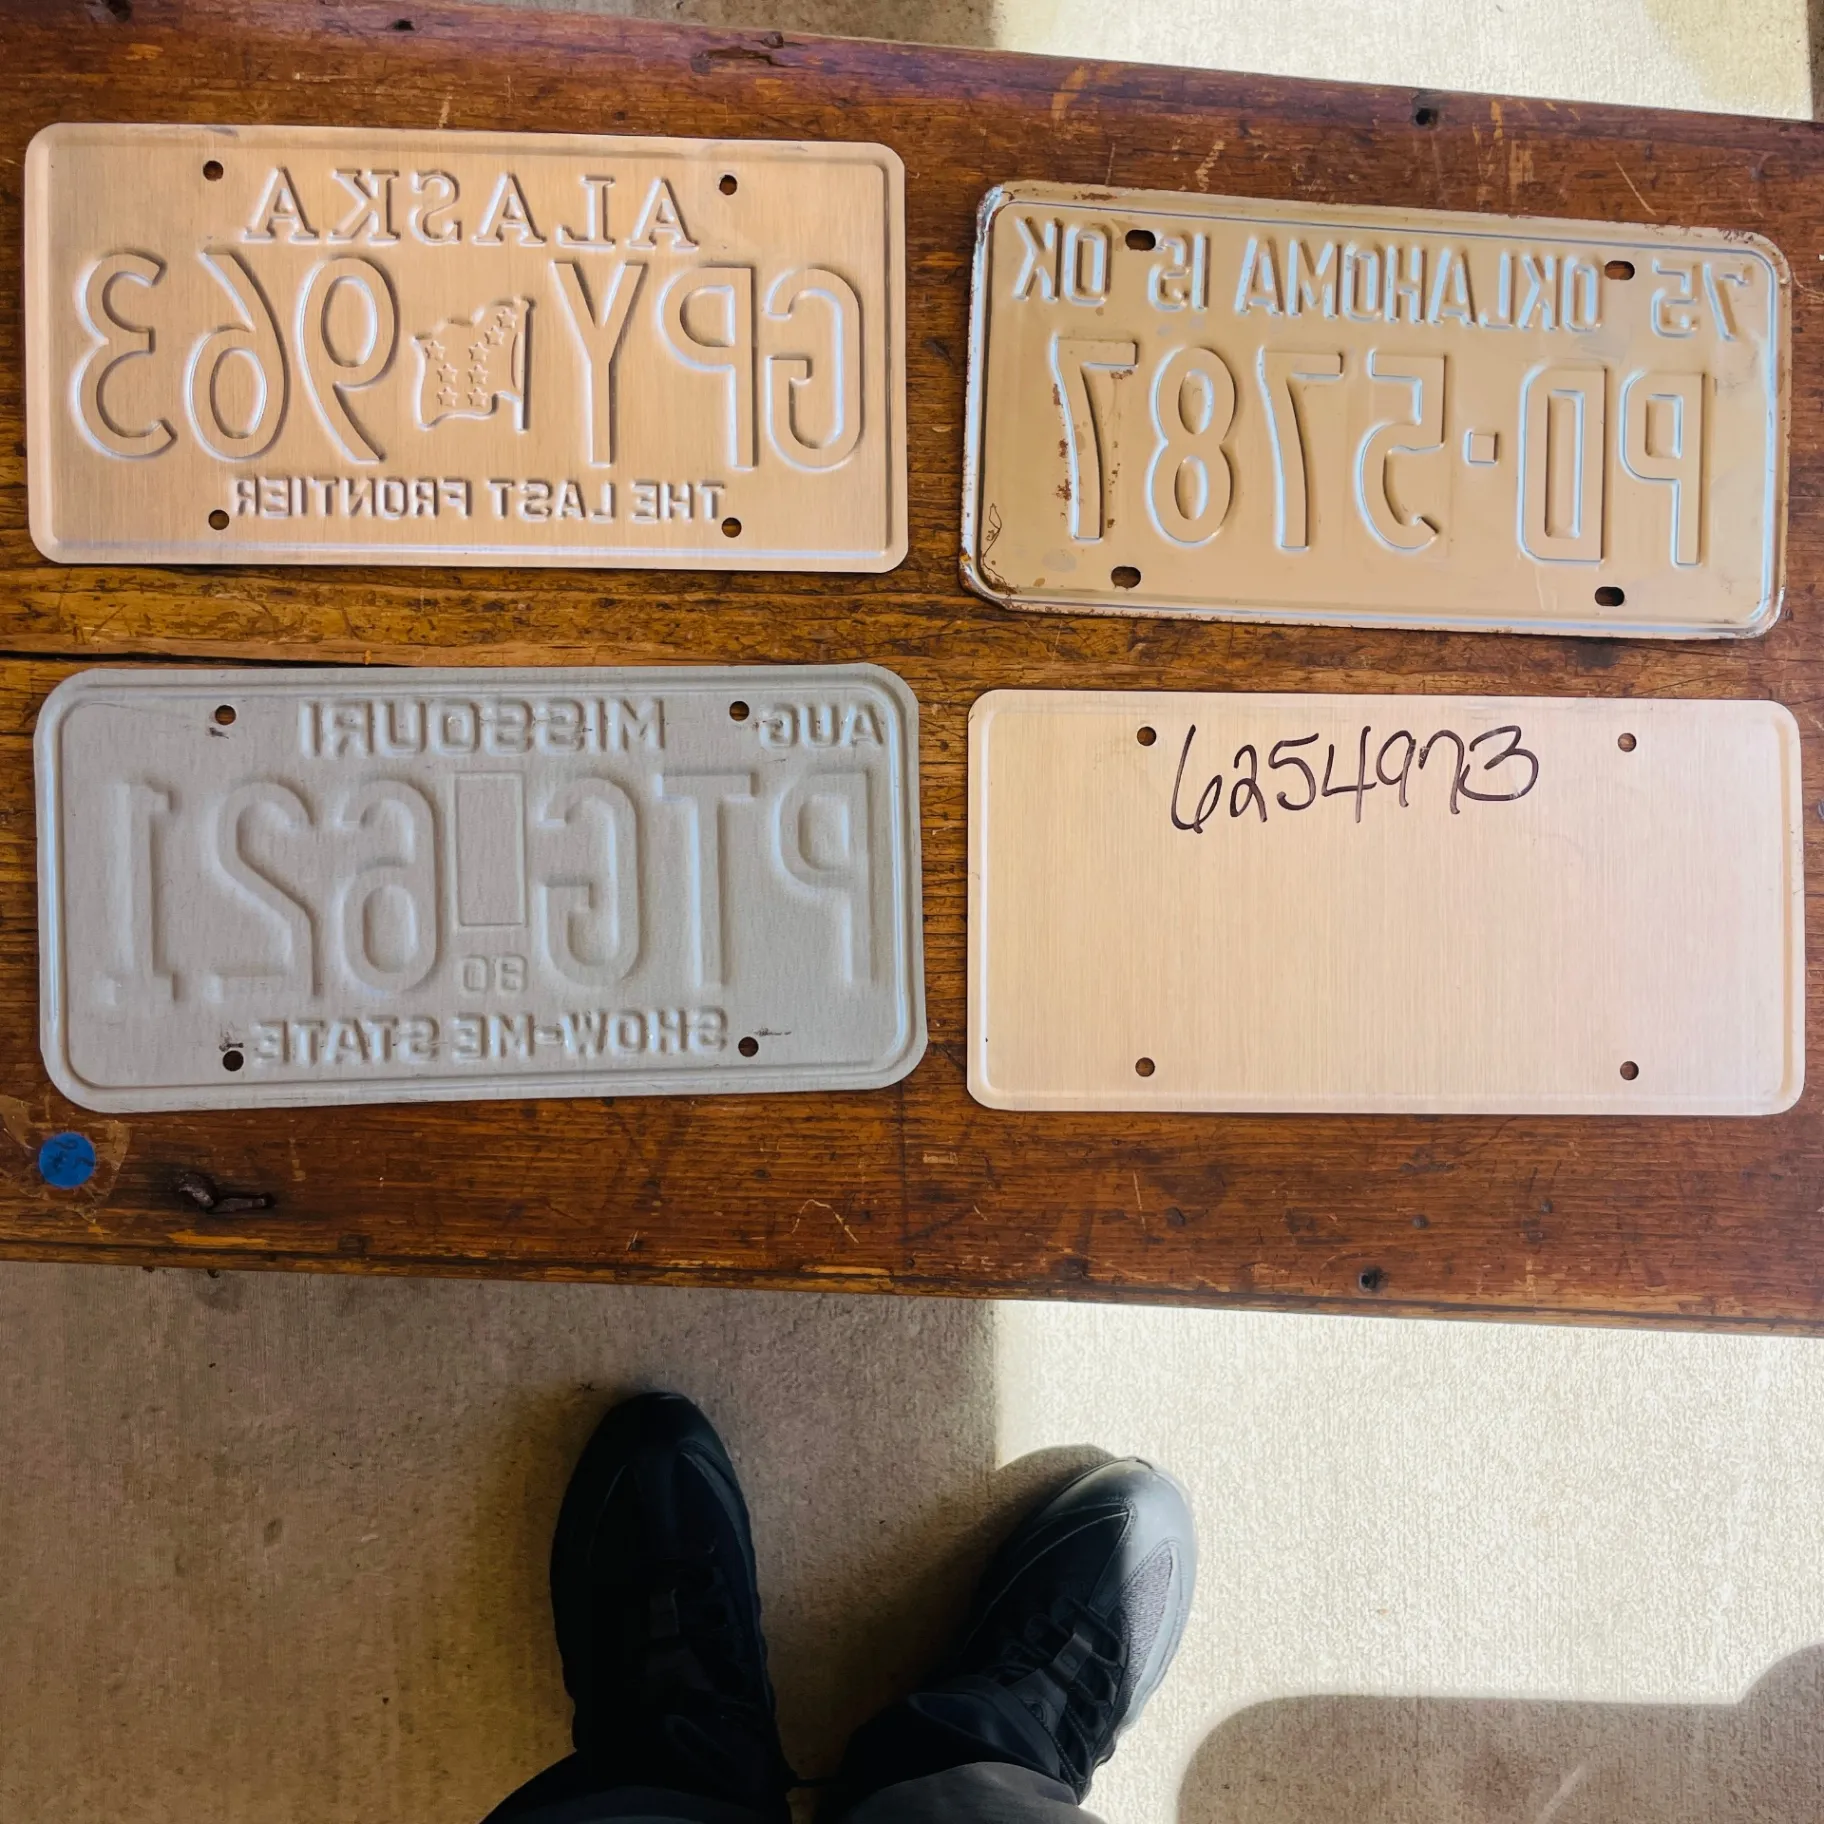 ALASKA
GPY 963
THE LAST FRONTIER
75 OKLAHOMA IS OK
PD·5787
AUG MISSOURI
PTG 621
80
SHOW-ME STATE
6254973